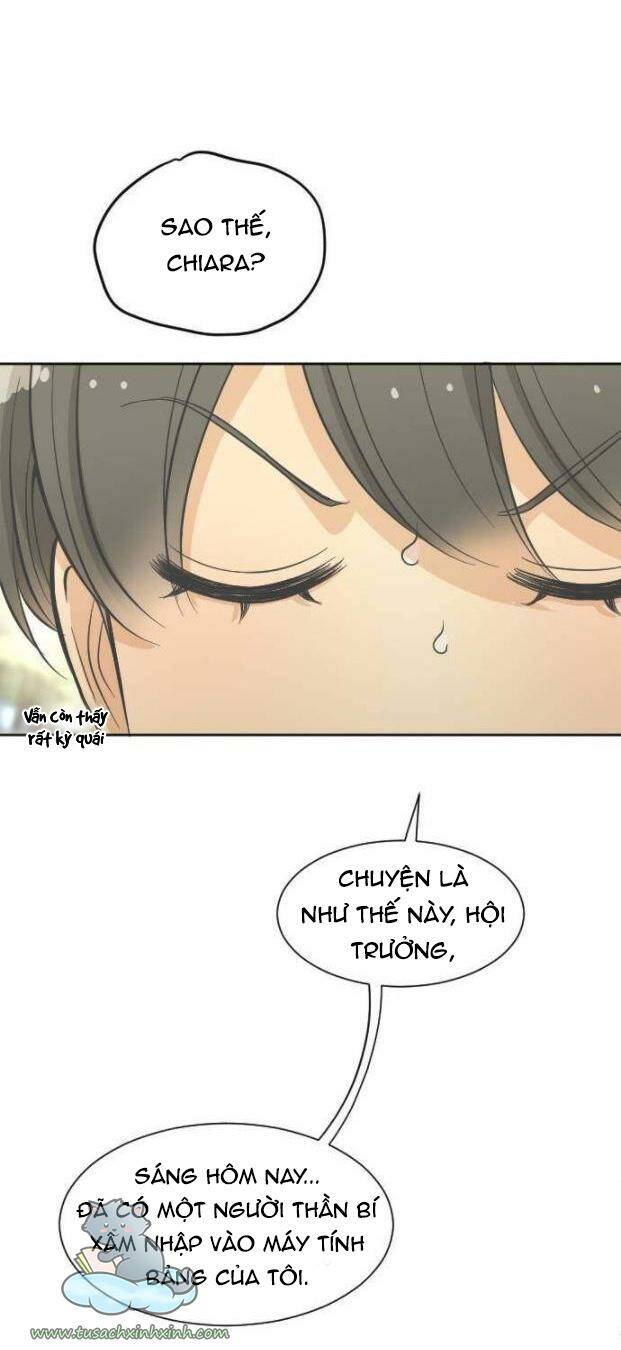 SAO THẾ,
CHIARA?
Vẫn còn thấy
rất kỳ quái
CHUYỆN LÀ
NHƯ THẾ NÀY, HỘI
TRƯỞNG,
SÁNG HÔM NAY...
ĐÃ CÓ MỘT NGƯỜI THẦN BÍ
XÂM NHẬP VÀO MÁY TÍNH
BẢNG CỦA TÔI.
www.tusachxinhxinh.com